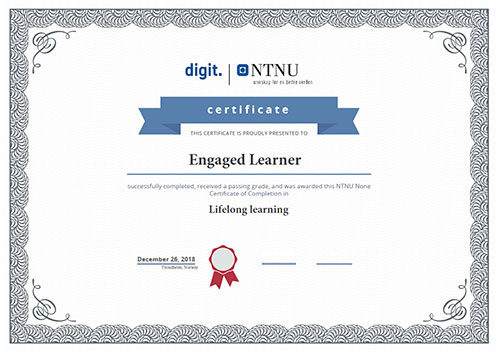 digit. NTNU
Kunnskap for en bedre verden
certificate
THIS CERTIFICATE IS PROUDLY PRESENTED TO
Engaged Learner
successfully completed, received a passing grade, and was awarded this NTNU None
Certificate of Completion in
Lifelong learning
December 26, 2018
Trondheim, Norway